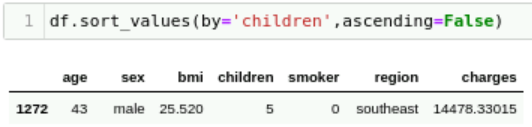 1 df.sort_values(by='children',ascending=False)
age sex bmi children smoker region charges
1272 43 male 25.520 5 0 southeast 14478.33015